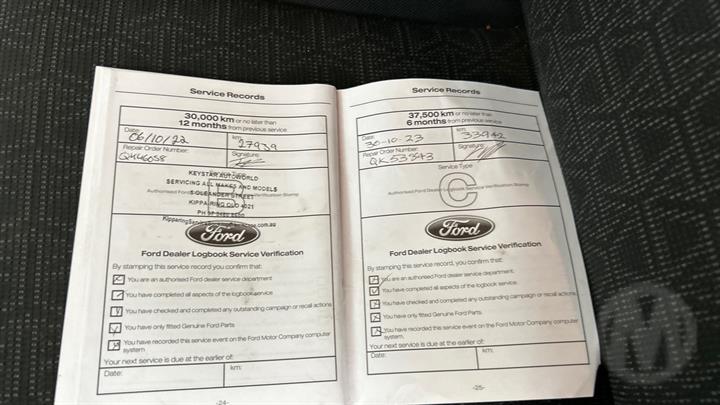 Service Records
30,000 km or no later than
12 months from previous service
Date: 06/10/22 km: 27939
Repair Order Number: Signature:
Service Type
KEYSTAR AUTOWORLD
SERVICING ALL MAKES AND MODELS
Authorised Ford
5 OLEANDER STREET
KIPPA-RING QLD 4021
Ford
Ford Dealer Logbook Service Verification
By stamping this service record you confirm that:
You are an authorised Ford dealer service department
You have completed all aspects of the logbook service
You have checked and completed any outstanding campaign or recall actions
You have only fitted Genuine Ford Parts
You have recorded this service event on the Ford Motor Company computer
system
Your next service is due at the earlier of:
Date: km:
-24-
Service Records
37,500 km or no later than
6 months from previous service
Date: 30-10-23 km: 33942
Repair Order Number: Signature:
QK53343
Service Type
C
Authorised Ford Dealer Logbook Service Verification Stamp
Ford
Ford Dealer Logbook Service Verification
By stamping this service record, you confirm that:
You are an authorised Ford dealer service department.
You have completed all aspects of the logbook service.
You have checked and completed any outstanding campaign or recall actions.
You have only fitted Genuine Ford Parts.
You have recorded this service event on the Ford Motor Company computer
system.
Your next service is due at the earlier of:
Date: km:
-25-